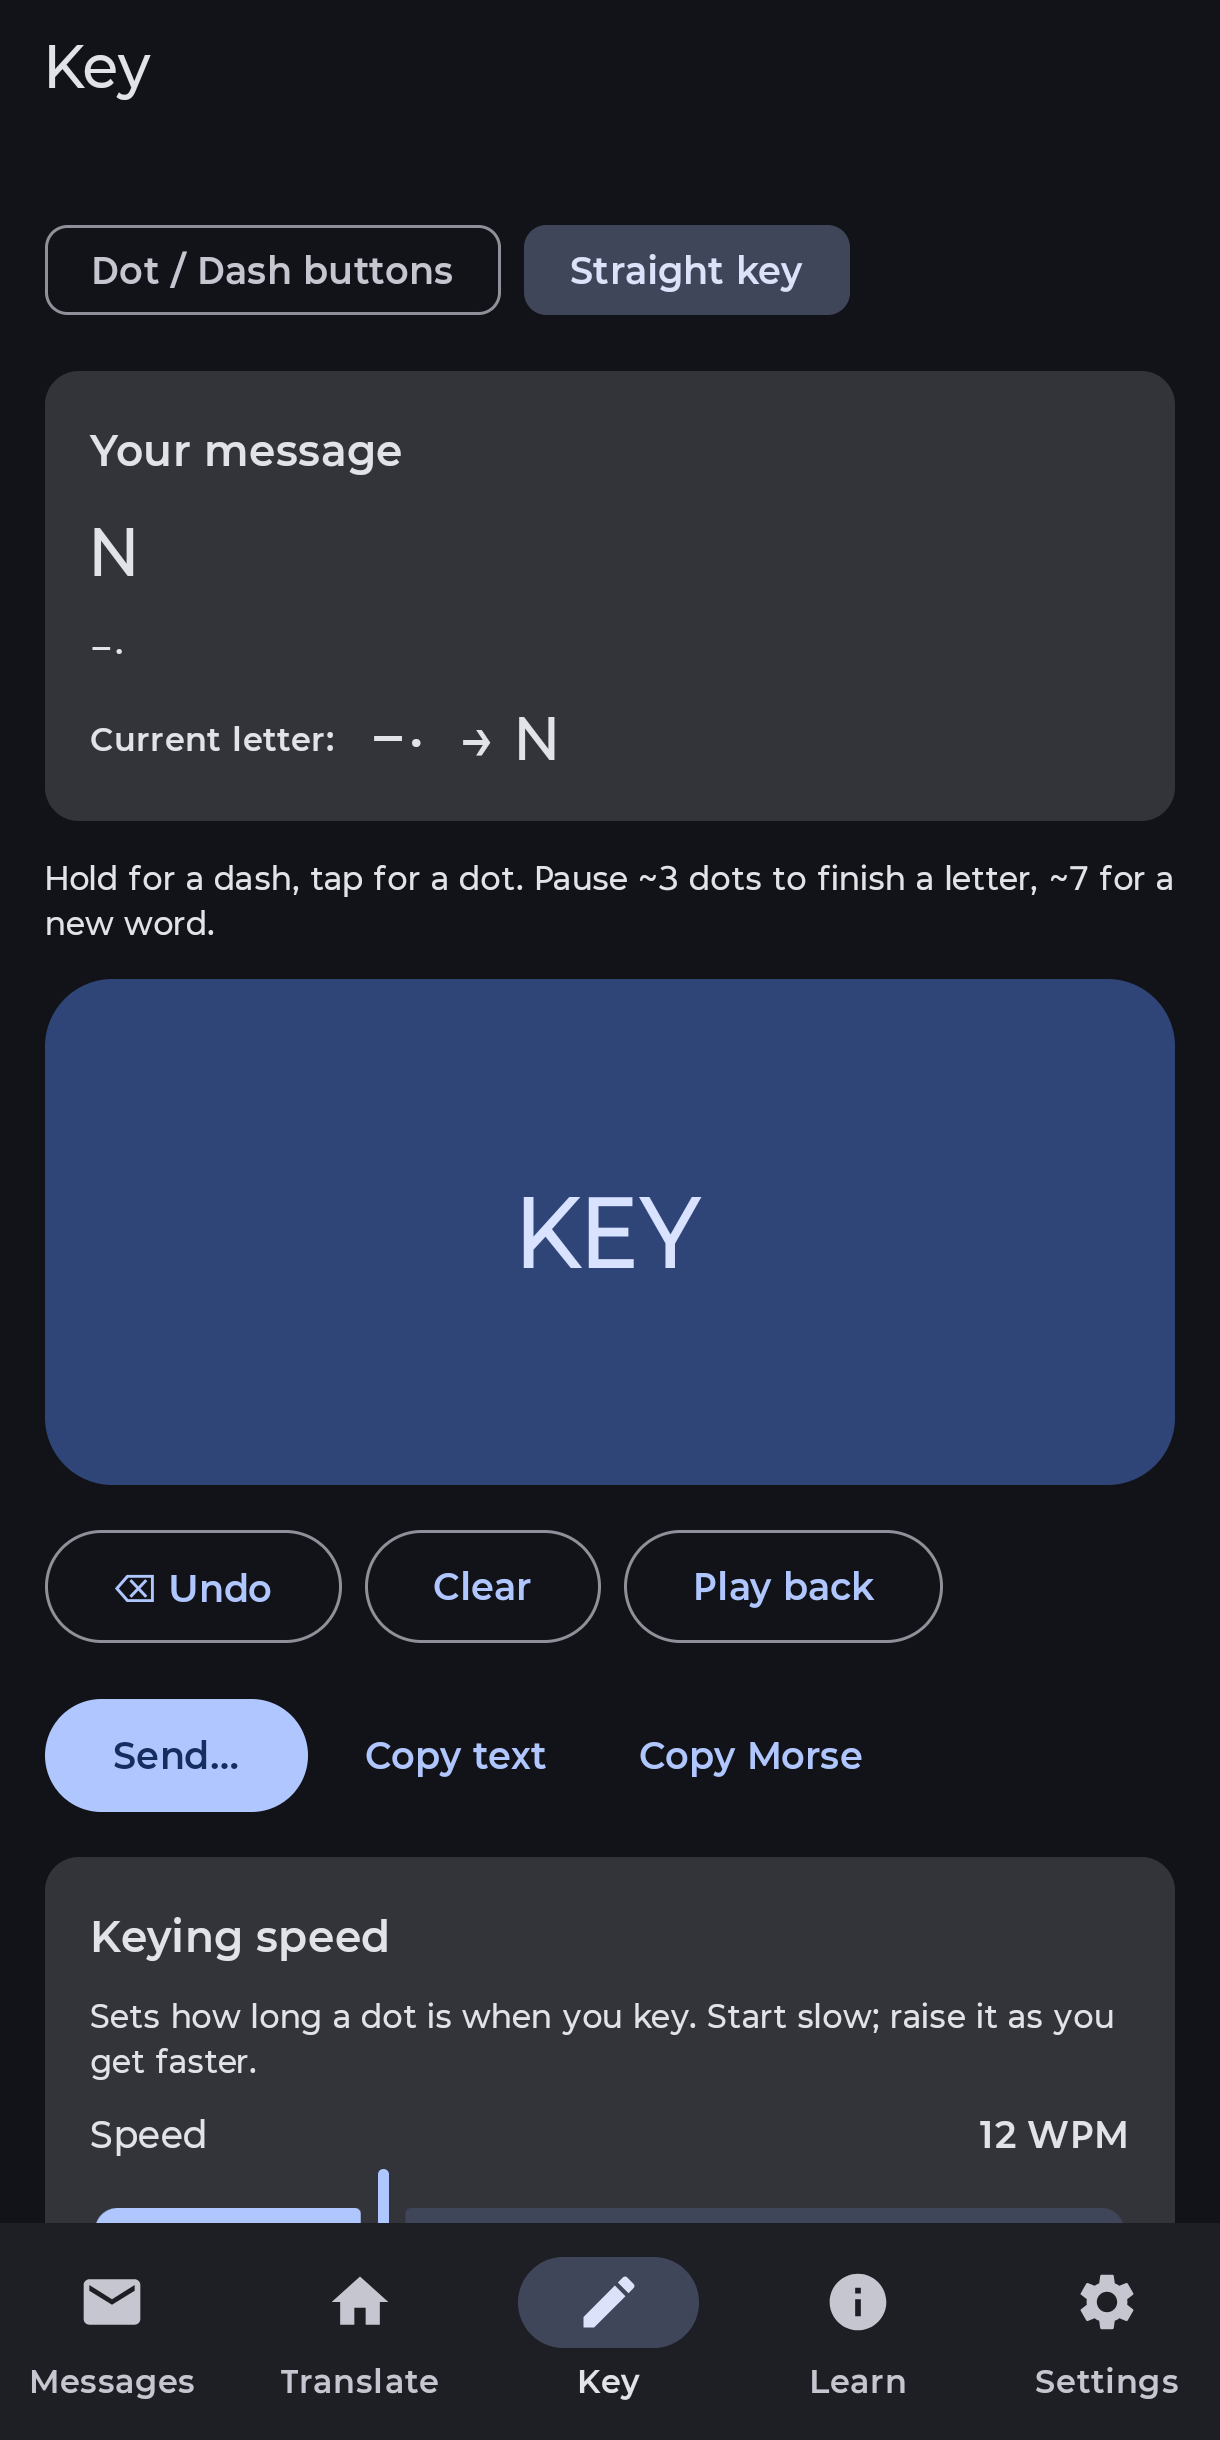 Key
Dot / Dash buttons
Straight key
Your message
N
−·
Current letter: −· → N
Hold for a dash, tap for a dot. Pause ~3 dots to finish a letter, ~7 for a
new word.
KEY
⌫ Undo
Clear
Play back
Send…
Copy text
Copy Morse
Keying speed
Sets how long a dot is when you key. Start slow; raise it as you
get faster.
Speed
12 WPM
Messages
Translate
Key
Learn
Settings